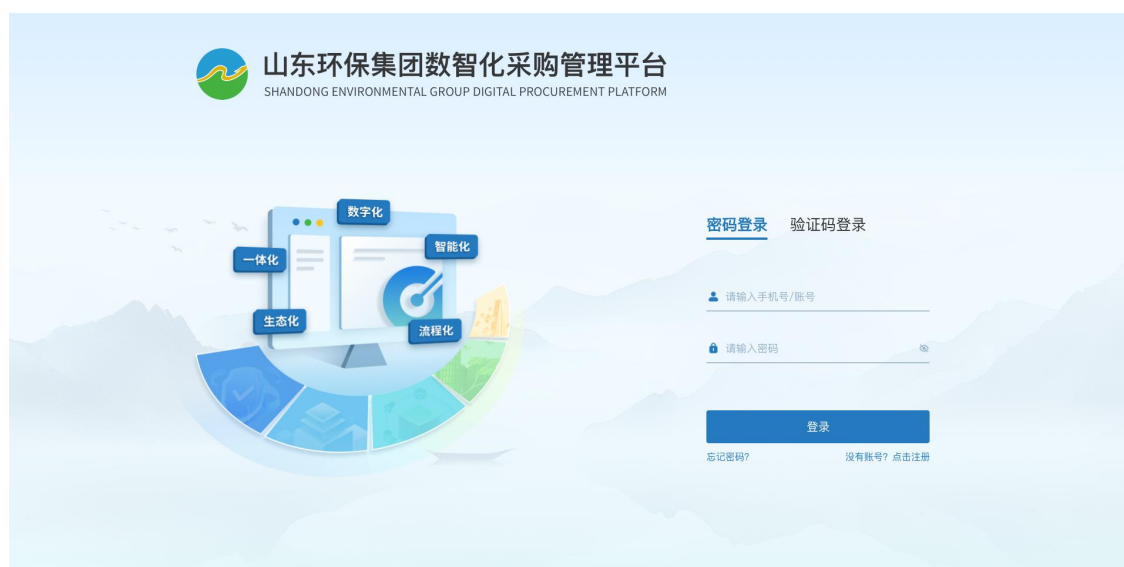 山东环保集团数智化采购管理平台
SHANDONG ENVIRONMENTAL GROUP DIGITAL PROCUREMENT PLATFORM
数字化
智能化
一体化
生态化
流程化
密码登录 验证码登录
请输入手机号/账号
请输入密码
登录
忘记密码? 没有账号? 点击注册